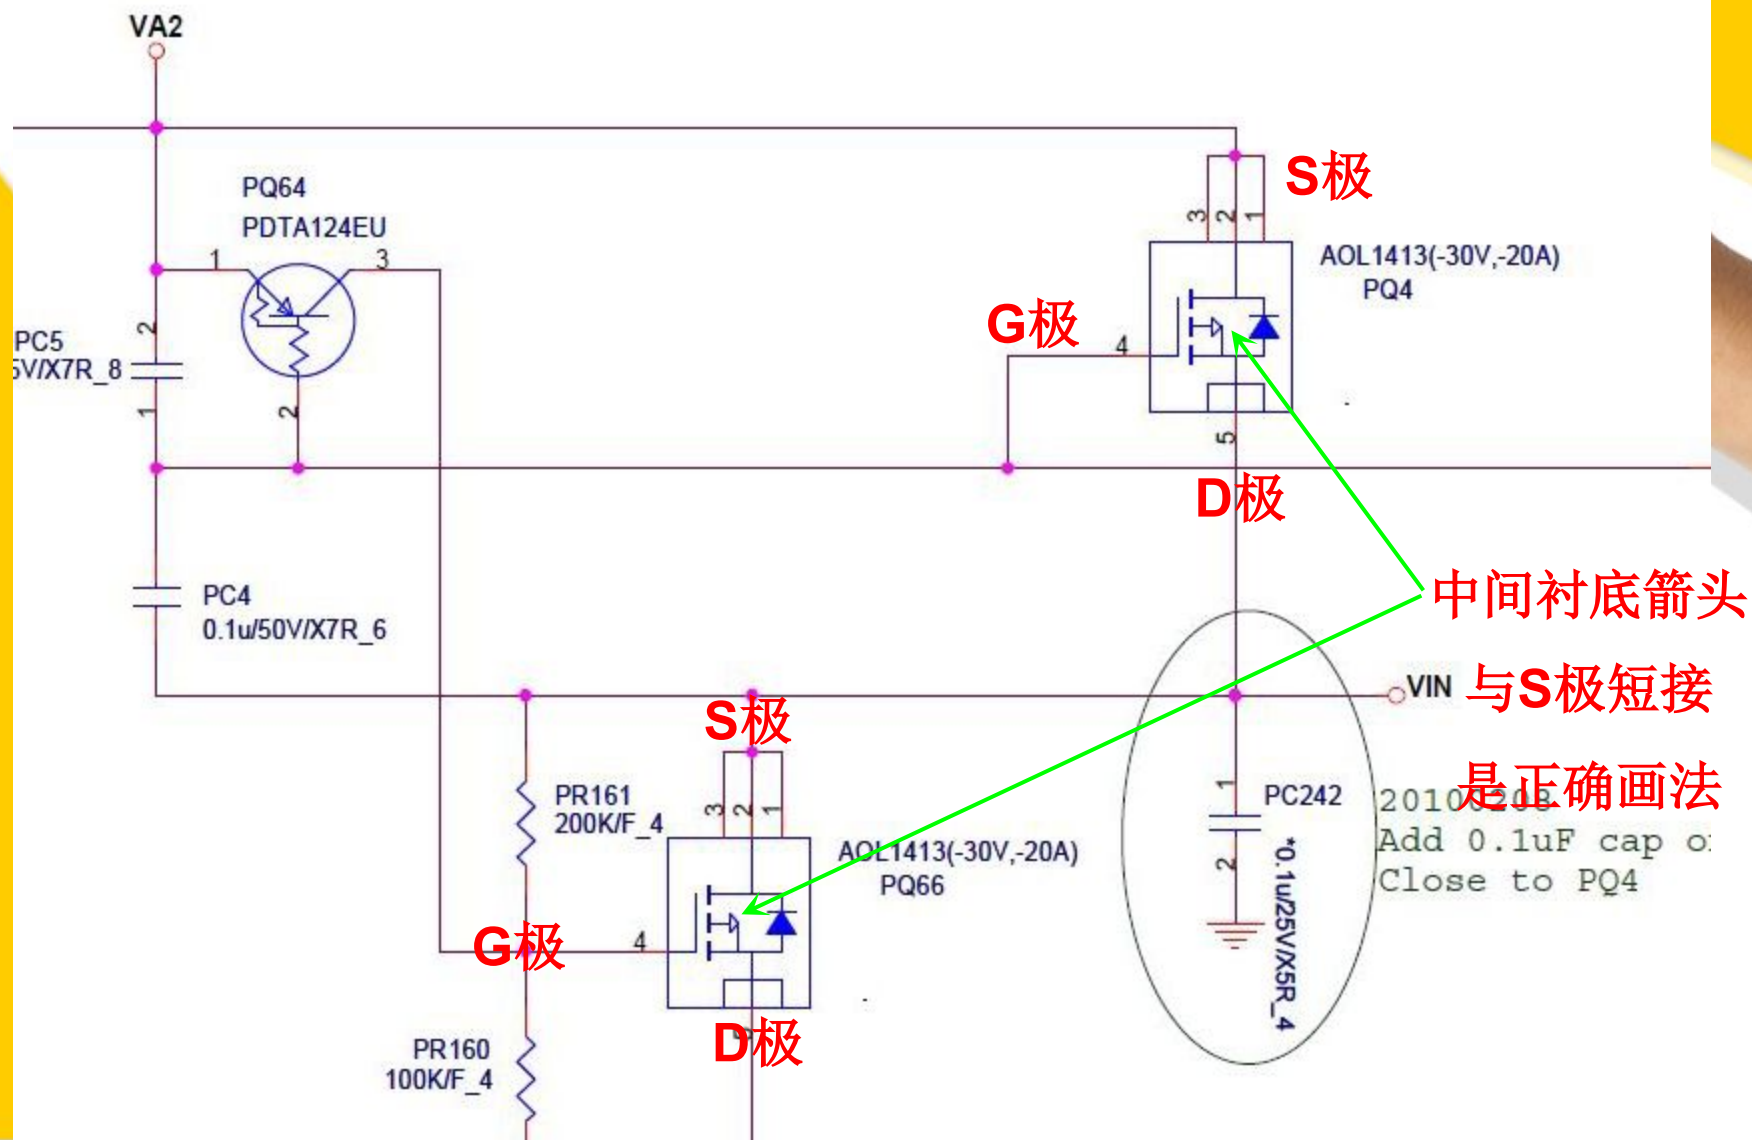 VA2
PQ64
PDTA124EU
1
3
2
S极
3
2
1
AOL1413(-30V,-20A)
PQ4
G极
4
5
D极
PC5
5V/X7R_8
2
1
PC4
0.1u/50V/X7R_6
中间衬底箭头
与S极短接
是正确画法
VIN
S极
3
2
1
PR161
200K/F_4
AOL1413(-30V,-20A)
PQ66
G极
4
D极
PR160
100K/F_4
1
PC242
2
*0.1u/25V/X5R_4
20100208
Add 0.1uF cap
Close to PQ4